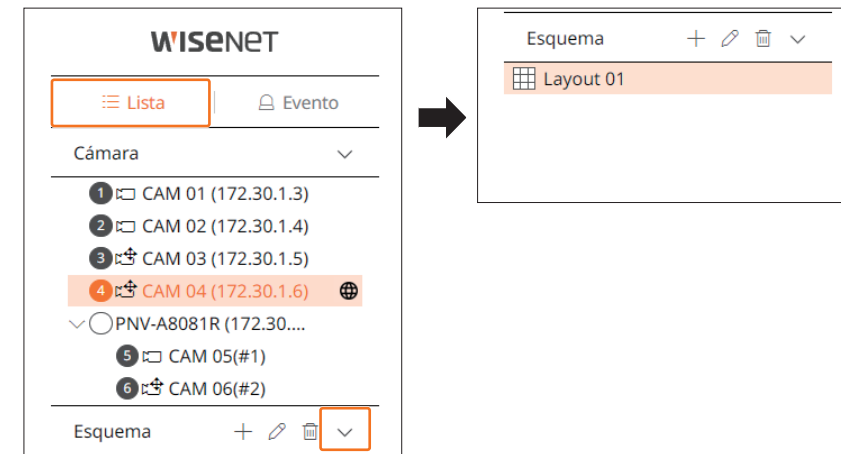 WISENET
Lista
Evento
Cámara
1 CAM 01 (172.30.1.3)
2 CAM 02 (172.30.1.4)
3 CAM 03 (172.30.1.5)
4 CAM 04 (172.30.1.6)
PNV-A8081R (172.30....
5 CAM 05(#1)
6 CAM 06(#2)
Esquema
Esquema
Layout 01